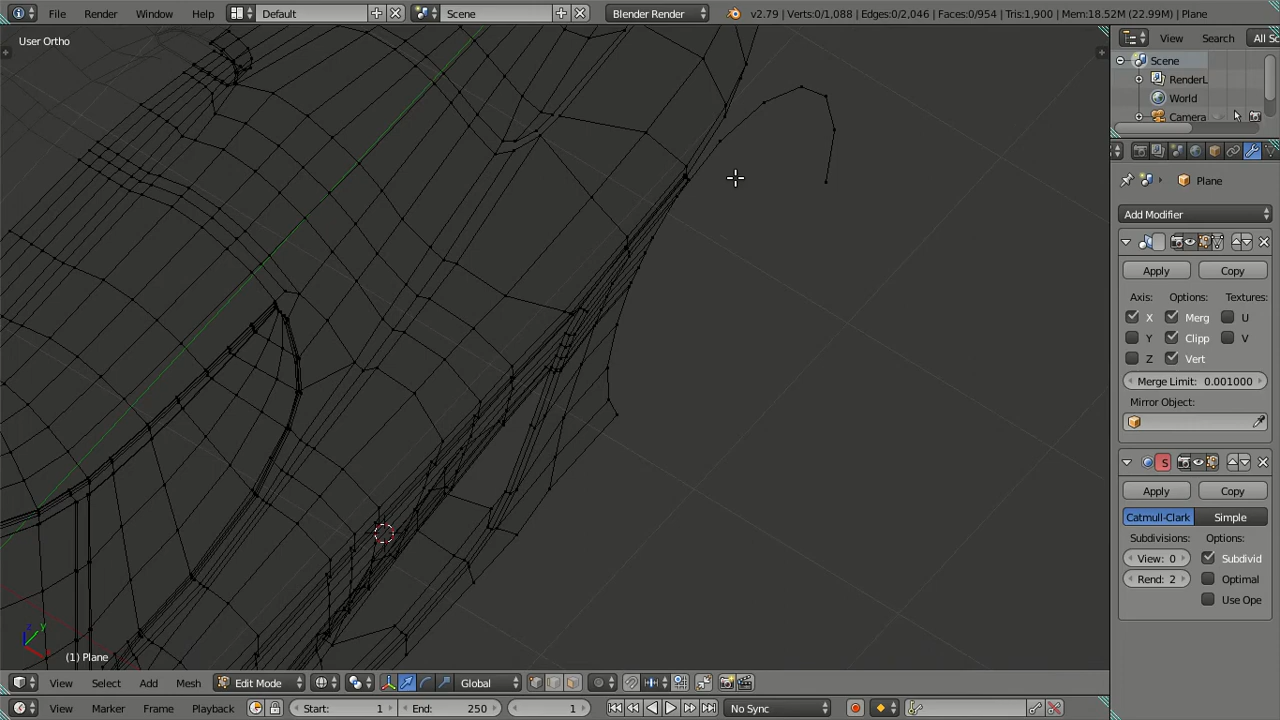 File Render Window Help Default Scene Blender Render v2.79 | Verts:0/1,088 | Edges:0/2,046 | Faces:0/954 | Tris:1,900 | Mem:18.52M (22.99M) | Plane
User Ortho
View Search All Sc
Scene
RenderL
World
Camera
Plane
Add Modifier
Apply Copy
Axis: Options: Textures:
X Merg U
Y Clipp V
Z Vert
Merge Limit: 0.001000
Mirror Object:
S
Apply Copy
Catmull-Clark Simple
Subdivisions: Options:
View: 0 Subdivid
Rend: 2 Optimal
Use Ope
z y
(1) Plane
View Select Add Mesh Edit Mode Global
View Marker Frame Playback Start: 1 End: 250 1 No Sync